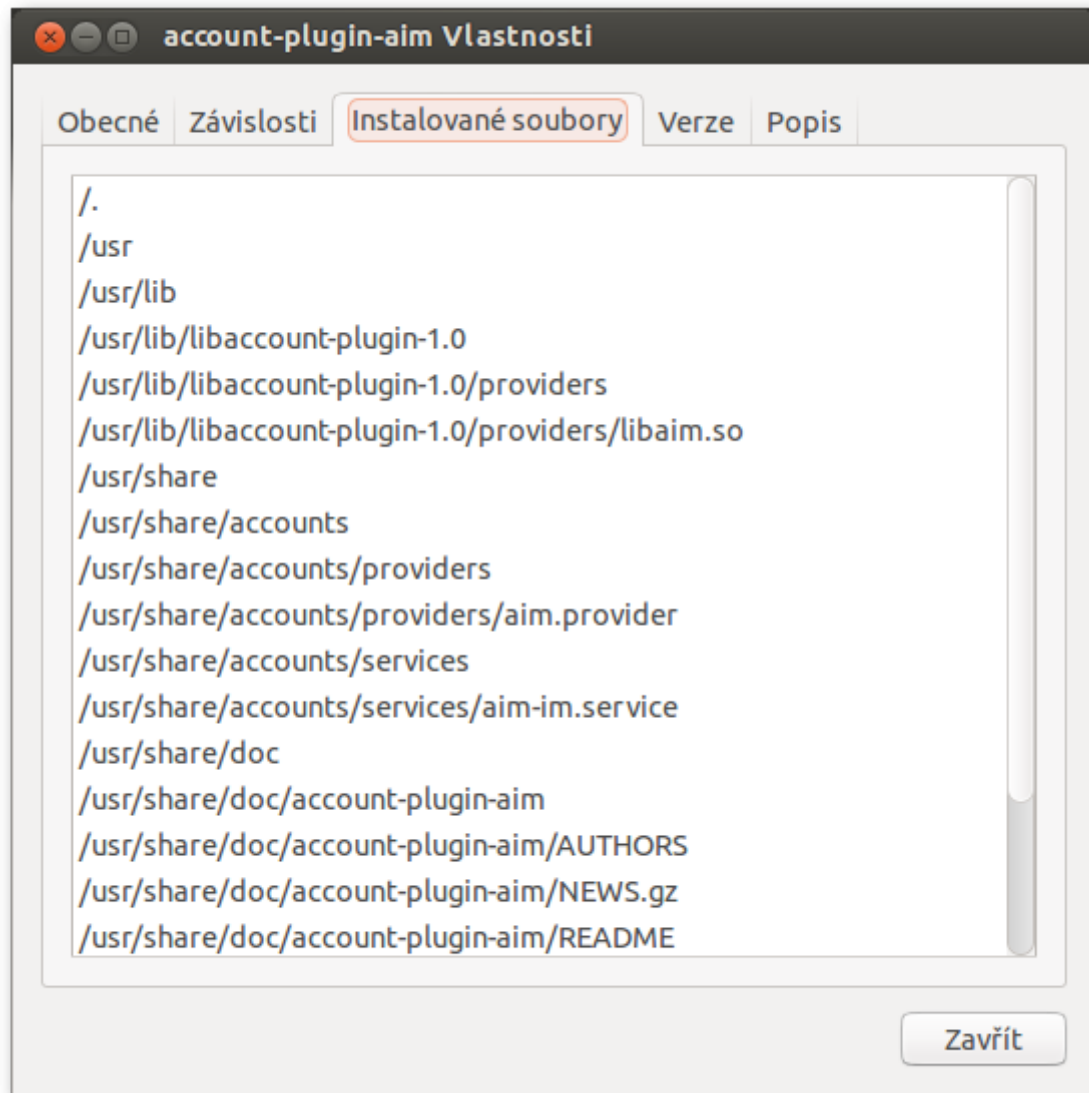 account-plugin-aim Vlastnosti
Obecné Závislosti Instalované soubory Verze Popis
/.
/usr
/usr/lib
/usr/lib/libaccount-plugin-1.0
/usr/lib/libaccount-plugin-1.0/providers
/usr/lib/libaccount-plugin-1.0/providers/libaim.so
/usr/share
/usr/share/accounts
/usr/share/accounts/providers
/usr/share/accounts/providers/aim.provider
/usr/share/accounts/services
/usr/share/accounts/services/aim-im.service
/usr/share/doc
/usr/share/doc/account-plugin-aim
/usr/share/doc/account-plugin-aim/AUTHORS
/usr/share/doc/account-plugin-aim/NEWS.gz
/usr/share/doc/account-plugin-aim/README
Zavřít